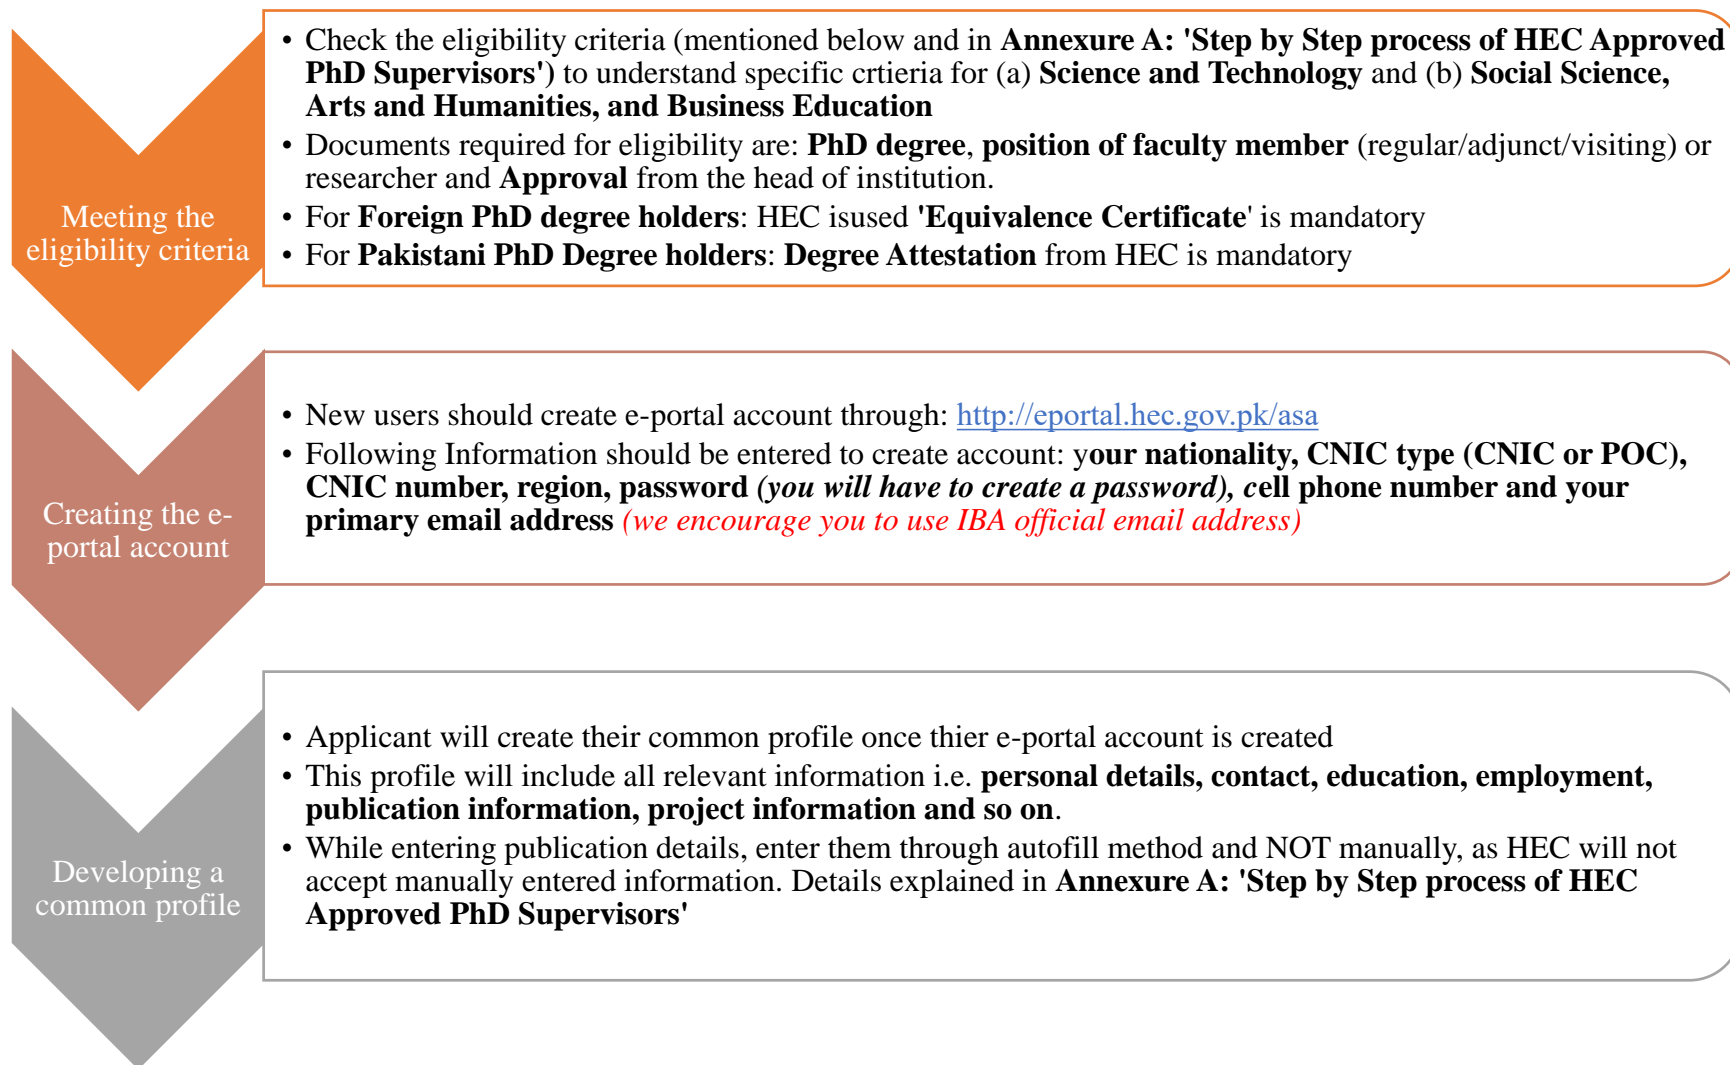 Meeting the
eligibility criteria
• Check the eligibility criteria (mentioned below and in Annexure A: 'Step by Step process of HEC Approved
PhD Supervisors') to understand specific crtieria for (a) Science and Technology and (b) Social Science,
Arts and Humanities, and Business Education
• Documents required for eligibility are: PhD degree, position of faculty member (regular/adjunct/visiting) or
researcher and Approval from the head of institution.
• For Foreign PhD degree holders: HEC isused 'Equivalence Certificate' is mandatory
• For Pakistani PhD Degree holders: Degree Attestation from HEC is mandatory
Creating the e-
portal account
• New users should create e-portal account through: http://eportal.hec.gov.pk/asa
• Following Information should be entered to create account: your nationality, CNIC type (CNIC or POC),
CNIC number, region, password (you will have to create a password), cell phone number and your
primary email address (we encourage you to use IBA official email address)
Developing a
common profile
• Applicant will create their common profile once thier e-portal account is created
• This profile will include all relevant information i.e. personal details, contact, education, employment,
publication information, project information and so on.
• While entering publication details, enter them through autofill method and NOT manually, as HEC will not
accept manually entered information. Details explained in Annexure A: 'Step by Step process of HEC
Approved PhD Supervisors'